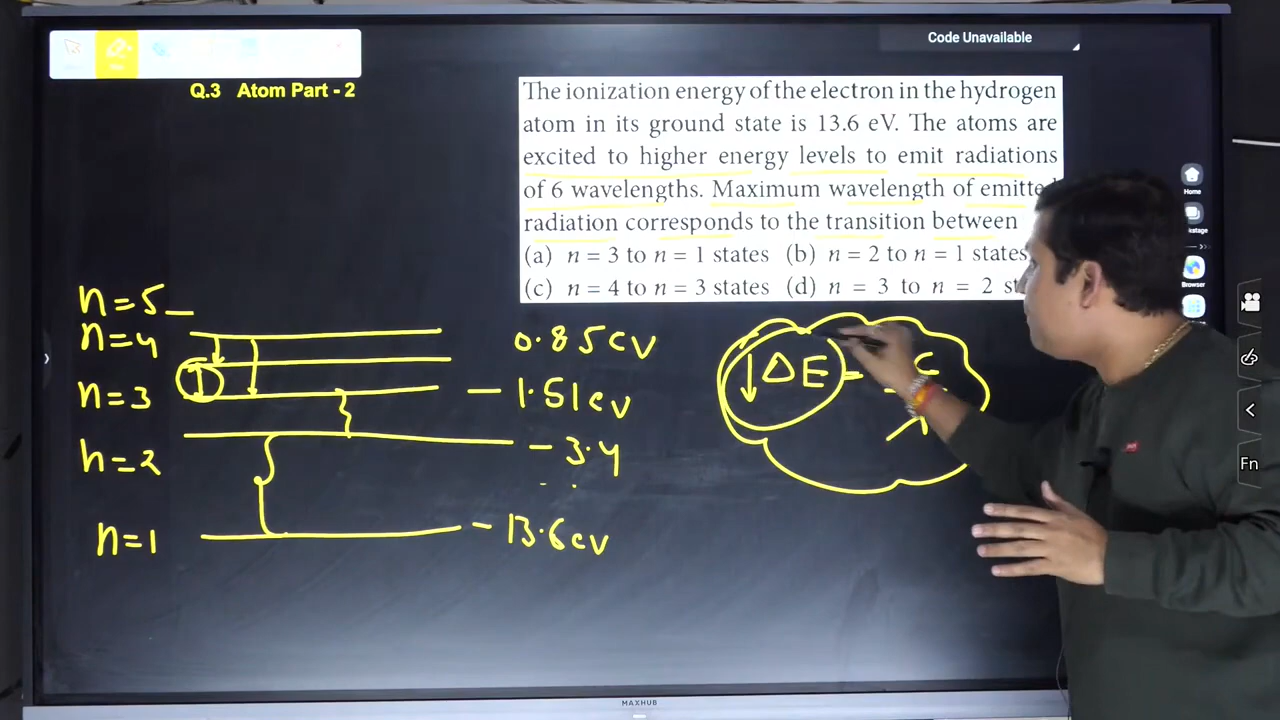 Code Unavailable
Q.3 Atom Part - 2
The ionization energy of the electron in the hydrogen
atom in its ground state is 13.6 eV. The atoms are
excited to higher energy levels to emit radiations
of 6 wavelengths. Maximum wavelength of emitted
radiation corresponds to the transition between
(a) n = 3 to n = 1 states (b) n = 2 to n = 1 states
(c) n = 4 to n = 3 states (d) n = 3 to n = 2 st
Home
kstage
Browser
Fn
n=5
n=4 0.85ev
n=3 - 1.51ev
n=2 - 3.4
n=1 - 13.6ev
↓ΔE =
MAXHUB